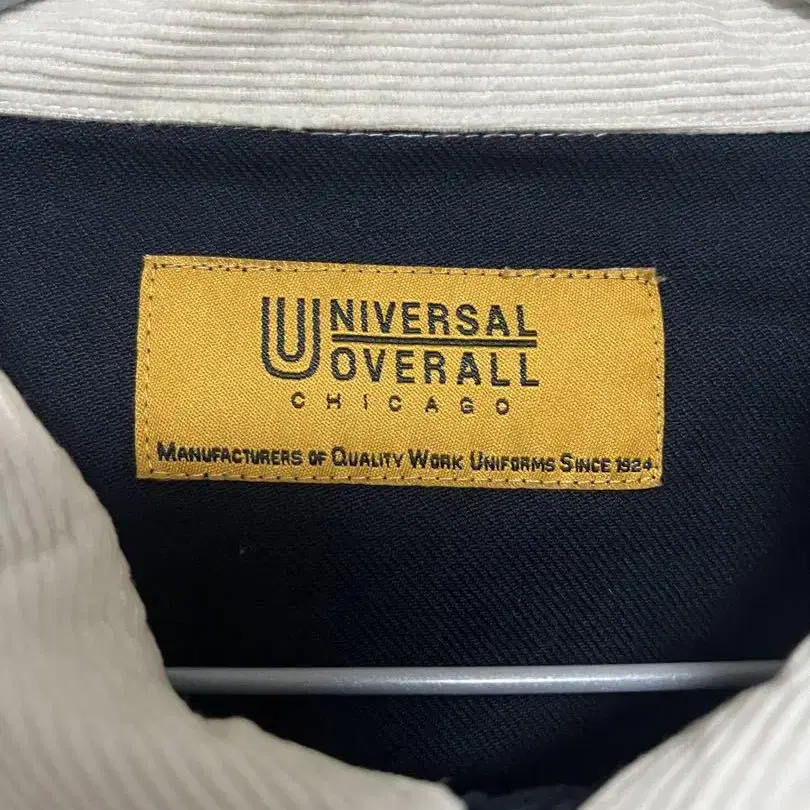 UNIVERSAL
OVERALL
CHICAGO
MANUFACTURERS OF QUALITY WORK UNIFORMS SINCE 1924